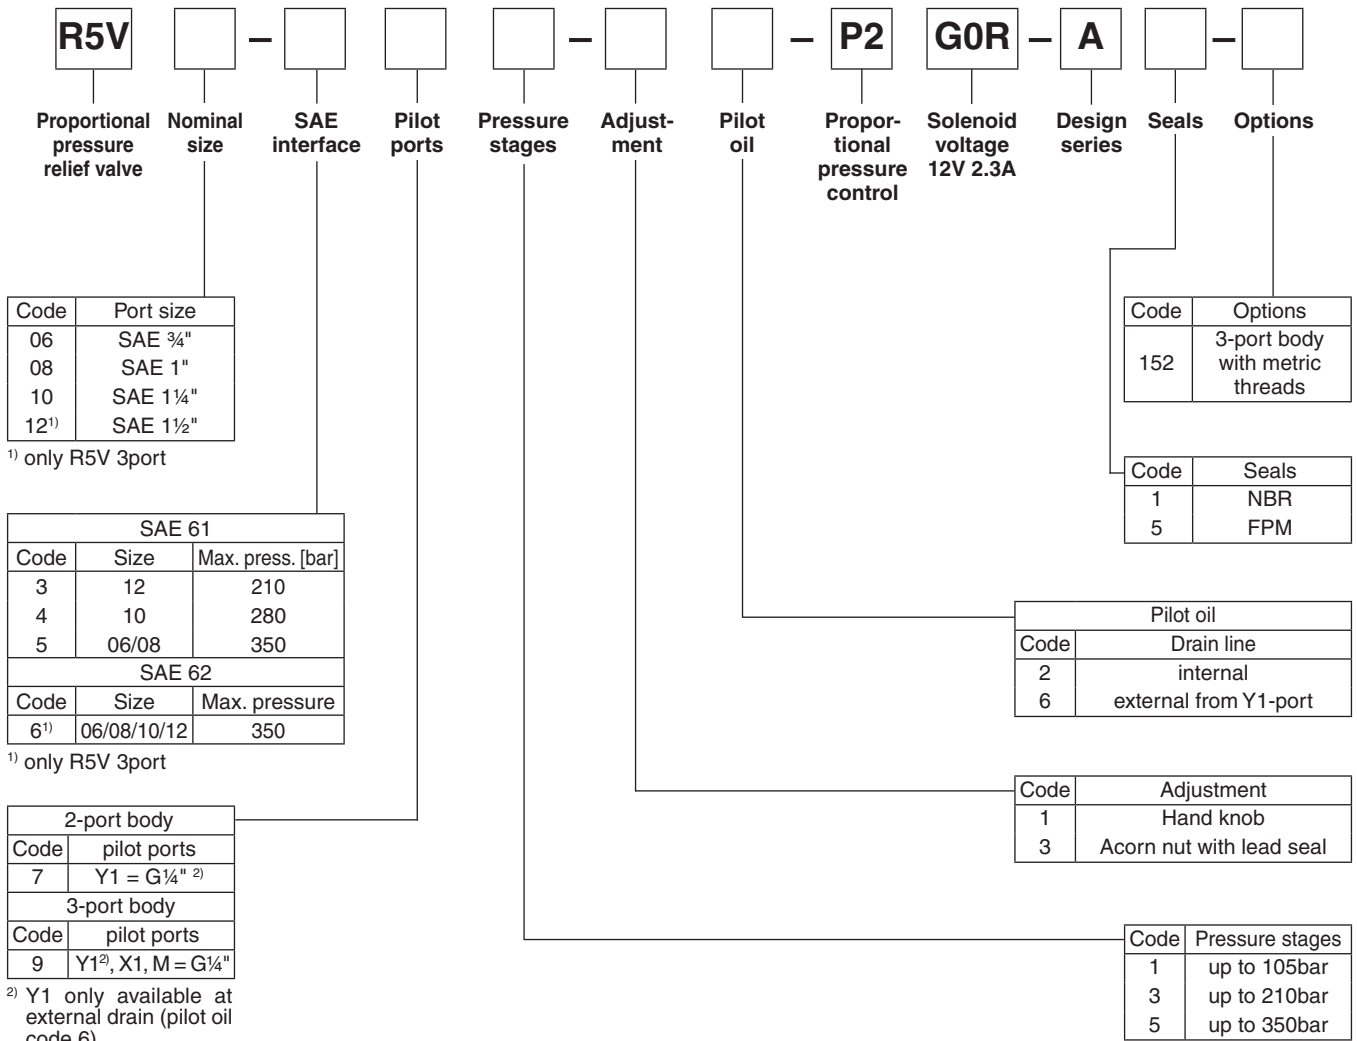 R5V – – – P2 G0R – A –
Proportional pressure relief valve
Nominal size
SAE interface
Pilot ports
Pressure stages
Adjust-ment
Pilot oil
Propor-tional pressure control
Solenoid voltage 12V 2.3A
Design series
Seals
Options
Code Port size
06 SAE ¾"
08 SAE 1"
10 SAE 1¼"
12¹⁾ SAE 1½"
¹⁾ only R5V 3port
SAE 61
Code Size Max. press. [bar]
3 12 210
4 10 280
5 06/08 350
SAE 62
Code Size Max. pressure
6¹⁾ 06/08/10/12 350
¹⁾ only R5V 3port
2-port body
Code pilot ports
7 Y1 = G¼" ²⁾
3-port body
Code pilot ports
9 Y1²⁾, X1, M = G¼"
²⁾ Y1 only available at
external drain (pilot oil
code 6)
Code Options
152 3-port body with metric threads
Code Seals
1 NBR
5 FPM
Pilot oil
Code Drain line
2 internal
6 external from Y1-port
Code Adjustment
1 Hand knob
3 Acorn nut with lead seal
Code Pressure stages
1 up to 105bar
3 up to 210bar
5 up to 350bar